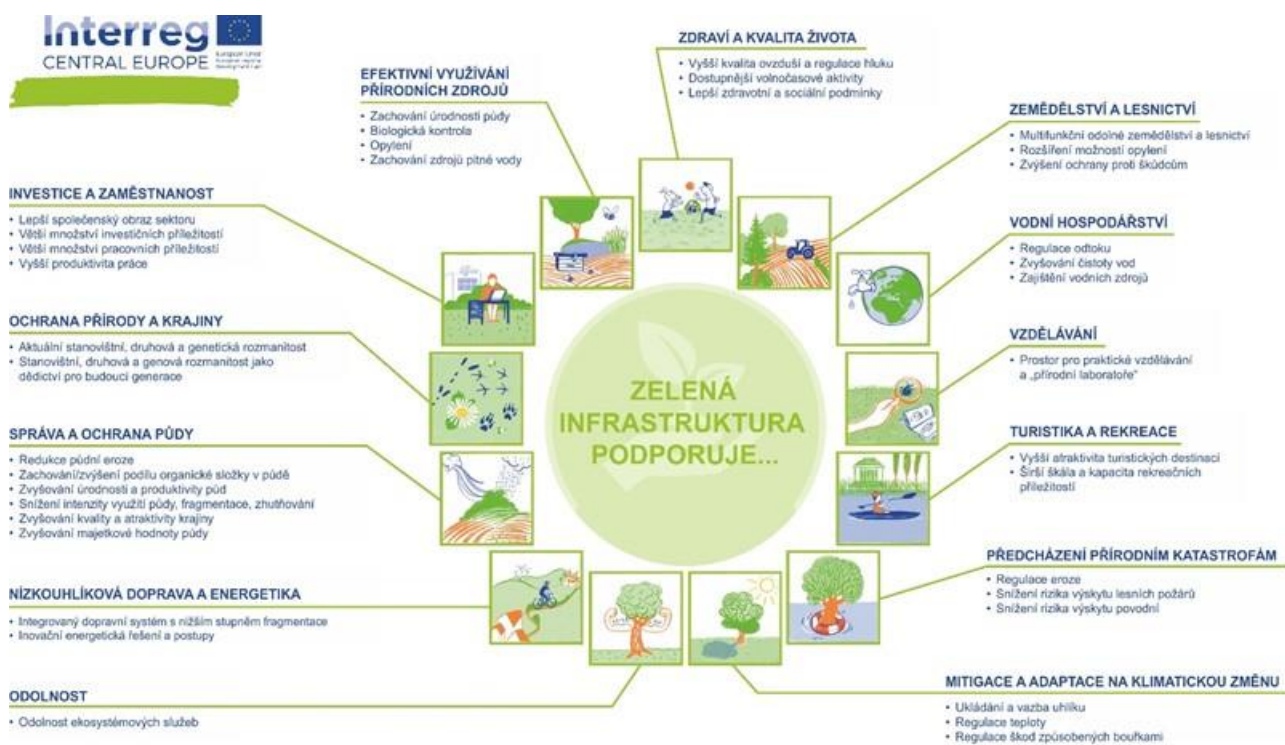 Interreg
CENTRAL EUROPE
European Union
ZDRAVÍ A KVALITA ŽIVOTA
• Vyšší kvalita ovzduší a regulace hluku
• Dostupnější volnočasové aktivity
• Lepší zdravotní a sociální podmínky
EFEKTIVNÍ VYUŽÍVÁNÍ
PŘÍRODNÍCH ZDROJŮ
• Zachování úrodnosti půdy
• Biologická kontrola
• Opylení
• Zachování zdrojů pitné vody
ZEMĚDĚLSTVÍ A LESNICTVÍ
• Multifunkční odolné zemědělství a lesnictví
• Rozšíření možností opylení
• Zvýšení ochrany proti škůdcům
INVESTICE A ZAMĚSTNANOST
• Lepší společenský obraz sektoru
• Větší množství investičních příležitostí
• Větší množství pracovních příležitostí
• Vyšší produktivita práce
VODNÍ HOSPODÁŘSTVÍ
• Regulace odtoku
• Zvyšování čistoty vod
• Zajištění vodních zdrojů
OCHRANA PŘÍRODY A KRAJINY
• Aktuální stanovištní, druhová a genetická rozmanitost
• Stanovištní, druhová a genová rozmanitost jako
dědictví pro budoucí generace
VZDĚLÁVÁNÍ
• Prostor pro praktické vzdělávání
a „přírodní laboratoře"
ZELENÁ
INFRASTRUKTURA
PODPORUJE...
SPRÁVA A OCHRANA PŮDY
• Redukce půdní eroze
• Zachování/zvýšení podílu organické složky v půdě
• Zvyšování úrodnosti a produktivity půd
• Snížení intenzity využití půdy, fragmentace, zhutňování
• Zvyšování kvality a atraktivity krajiny
• Zvyšování majetkové hodnoty půdy
TURISTIKA A REKREACE
• Vyšší atraktivita turistických destinací
• Širší škála a kapacita rekreačních
příležitostí
PŘEDCHÁZENÍ PŘÍRODNÍM KATASTROFÁM
• Regulace eroze
• Snížení rizika výskytu lesních požárů
• Snížení rizika výskytu povodní
NÍZKOUHLÍKOVÁ DOPRAVA A ENERGETIKA
• Integrovaný dopravní systém s nižším stupněm fragmentace
• Inovační energetická řešení a postupy
MITIGACE A ADAPTACE NA KLIMATICKOU ZMĚNU
• Ukládání a vazba uhlíku
• Regulace teploty
• Regulace škod způsobených bouřkami
ODOLNOST
• Odolnost ekosystémových služeb